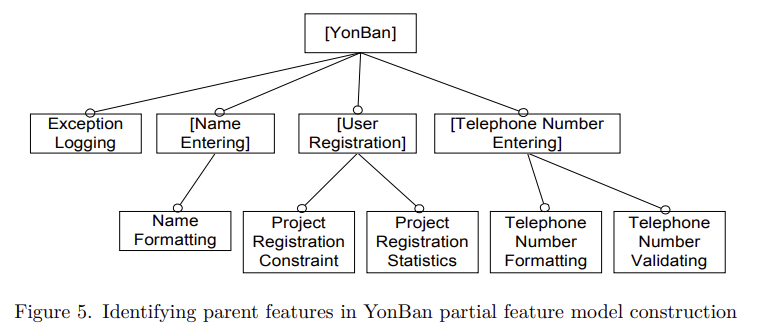 [YonBan]
Exception
Logging
[Name
Entering]
[User
Registration]
[Telephone Number
Entering]
Name
Formatting
Project
Registration
Constraint
Project
Registration
Statistics
Telephone
Number
Formatting
Telephone
Number
Validating
Figure 5. Identifying parent features in YonBan partial feature model construction